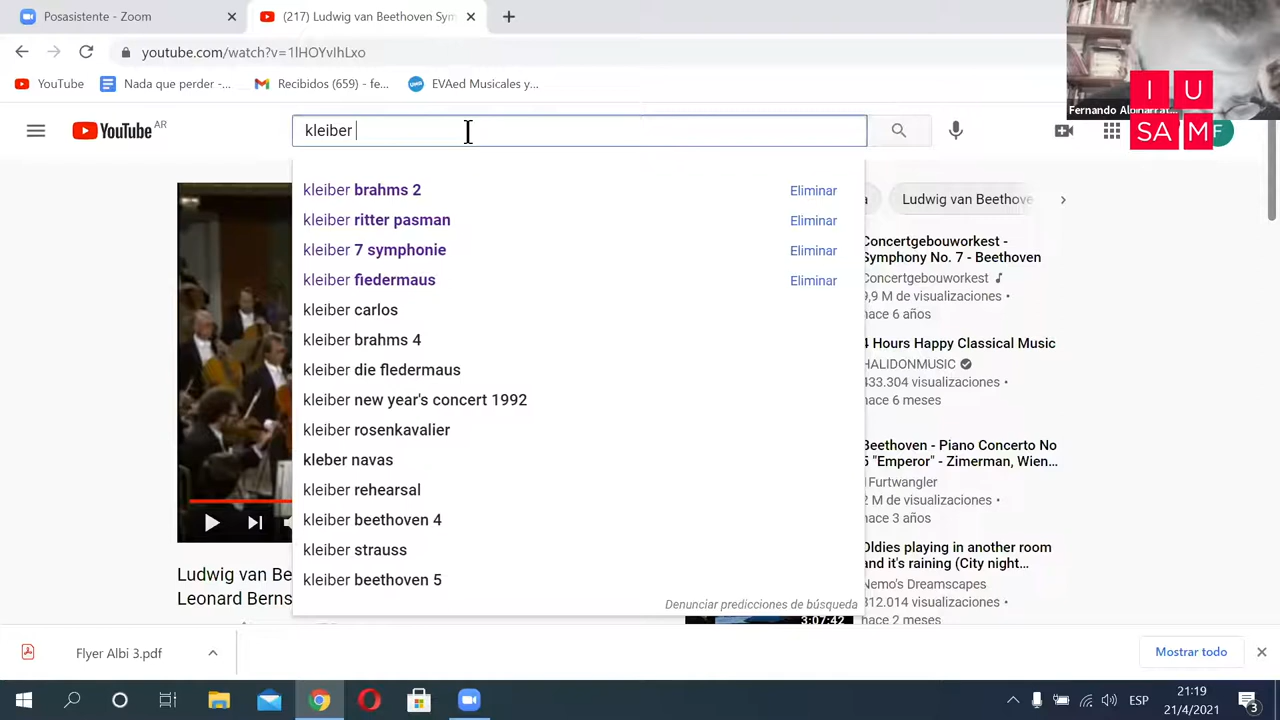 Posasistente - Zoom
(217) Ludwig van Beethoven Sym
youtube.com/watch?v=1lHOYvlhLxo
YouTube
Nada que perder -...
Recibidos (659) - fe...
EVAed Musicales y...
I U
SA M
YouTube AR
kleiber
F
kleiber brahms 2 Eliminar
kleiber ritter pasman Eliminar
kleiber 7 symphonie Eliminar
kleiber fiedermaus Eliminar
kleiber carlos
kleiber brahms 4
kleiber die fledermaus
kleiber new year's concert 1992
kleiber rosenkavalier
kleber navas
kleiber rehearsal
kleiber beethoven 4
kleiber strauss
kleiber beethoven 5
Denunciar predicciones de búsqueda
Ludwig van Be
Leonard Berns
Ludwig van Beethove
Concertgebouworkest -
Symphony No. 7 - Beethoven
Concertgebouworkest
9,9 M de visualizaciones •
hace 6 años
4 Hours Happy Classical Music
HALIDONMUSIC
433.304 visualizaciones •
hace 6 meses
Beethoven - Piano Concerto No
5 "Emperor" - Zimerman, Wien...
Furtwangler
2 M de visualizaciones •
hace 3 años
Oldies playing in another room
and it's raining (City night...
Nemo's Dreamscapes
312.014 visualizaciones •
hace 2 meses
3:07:42
Flyer Albi 3.pdf
Mostrar todo
ESP
21:19
21/4/2021
3